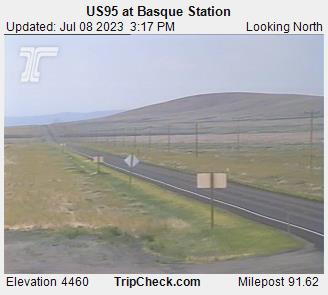 US95 at Basque Station
Updated: Jul 08 2023 3:17 PM Looking North
Elevation 4460 TripCheck.com Milepost 91.62